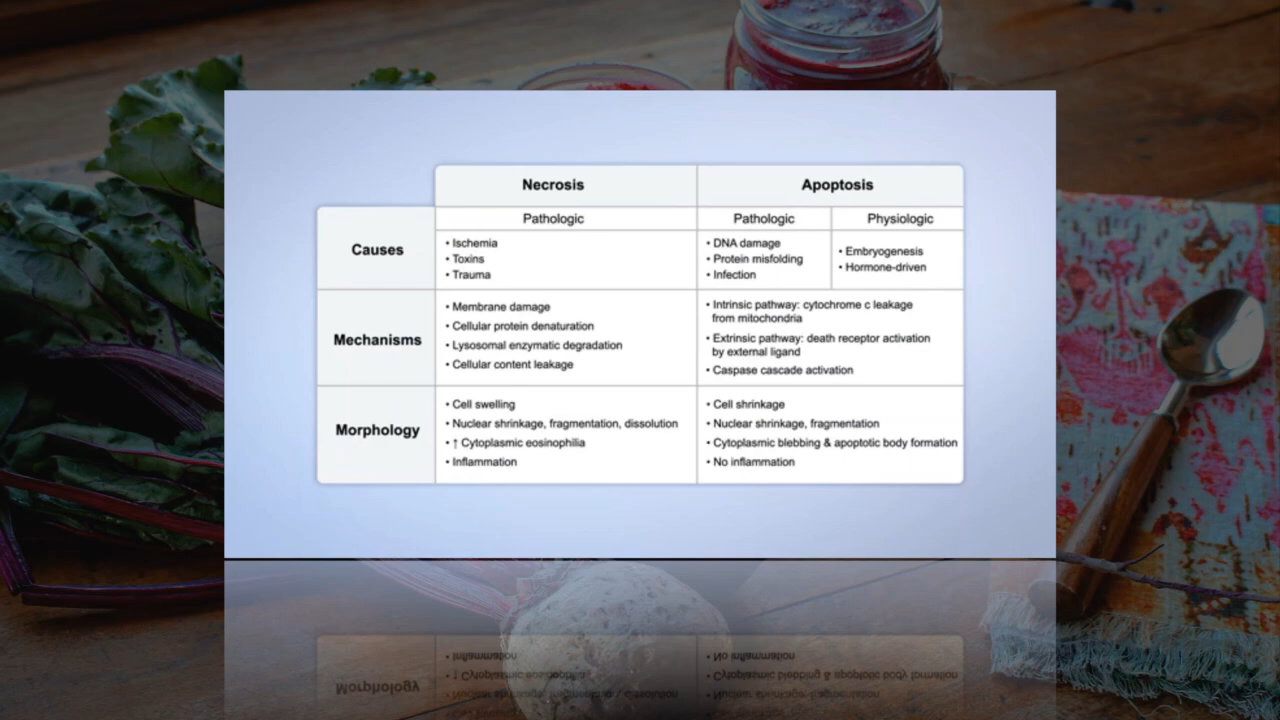 Necrosis
Apoptosis
Pathologic
Pathologic
Physiologic
Causes
• Ischemia
• Toxins
• Trauma
• DNA damage
• Protein misfolding
• Infection
• Embryogenesis
• Hormone-driven
Mechanisms
• Membrane damage
• Cellular protein denaturation
• Lysosomal enzymatic degradation
• Cellular content leakage
• Intrinsic pathway: cytochrome c leakage
from mitochondria
• Extrinsic pathway: death receptor activation
by external ligand
• Caspase cascade activation
Morphology
• Cell swelling
• Nuclear shrinkage, fragmentation, dissolution
• ↑ Cytoplasmic eosinophilia
• Inflammation
• Cell shrinkage
• Nuclear shrinkage, fragmentation
• Cytoplasmic blebbing & apoptotic body formation
• No inflammation